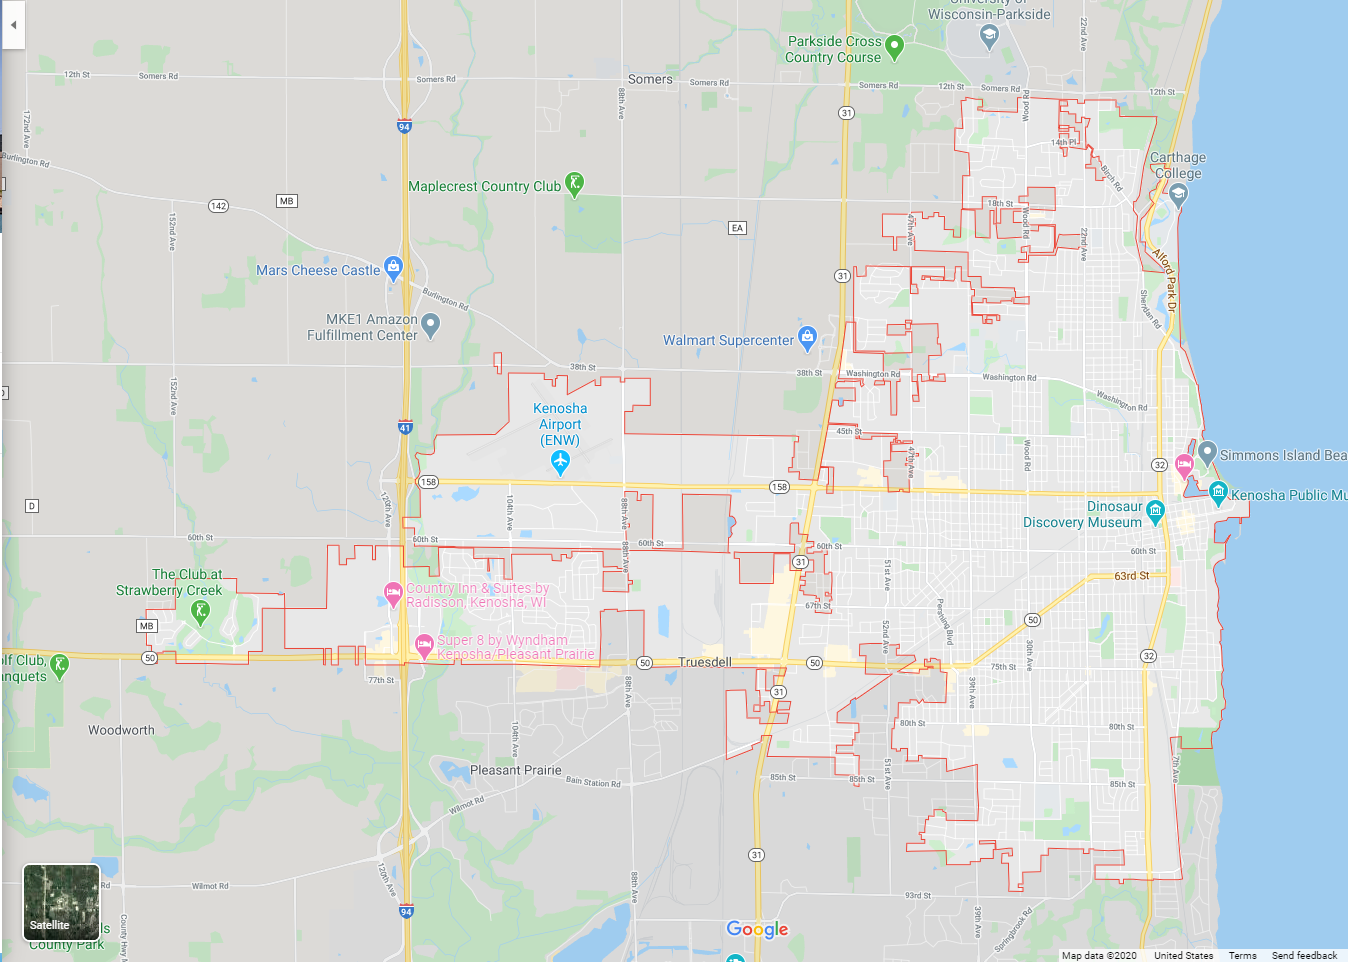 University of
Wisconsin-Parkside
22nd Ave
Parkside Cross
Country Course
12th St
Somers Rd
Somers Rd
Somers
Somers Rd
Somers Rd
12th St
Somers Rd
12th St
88th Ave
172nd Ave
Wood Rd
31
94
14th Pl
Burlington Rd
Carthage
College
Birch Rd
Maplecrest Country Club
MB
142
18th St
152nd Ave
EA
47th Ave
Wood Rd
22nd Ave
Mars Cheese Castle
31
Alford Park Dr
Burlington Rd
Sheridan Rd
MKE1 Amazon
Fulfillment Center
Walmart Supercenter
38th St
38th St
Washington Rd
Washington Rd
152nd Ave
Washington Rd
Kenosha
Airport
(ENW)
41
45th St
47th Ave
Wood Rd
32
Simmons Island Bea
158
158
120th Ave
104th Ave
88th Ave
Kenosha Public Mu
D
Dinosaur
Discovery Museum
60th St
60th St
60th St
60th St
60th St
88th Ave
31
51st Ave
The Club at
Strawberry Creek
63rd St
Country Inn & Suites by
Radisson, Kenosha, WI
67th St
Pershing Blvd
50
MB
52nd Ave
30th Ave
Super 8 by Wyndham
Kenosha/Pleasant Prairie
50
50
Truesdell
50
75th St
32
olf Club,
anquets
77th St
88th Ave
31
39th Ave
Woodworth
104th Ave
80th St
80th St
Pleasant Prairie
Bain Station Rd
85th St
51st Ave
85th St
85th St
17th Ave
Wilmot Rd
31
120th Ave
88th Ave
Rd
Wilmot Rd
93rd St
94
39th Ave
Springbrook Rd
Satellite
ls
County Park
County Hwy M
Google
Map data ©2020 United States Terms Send feedback